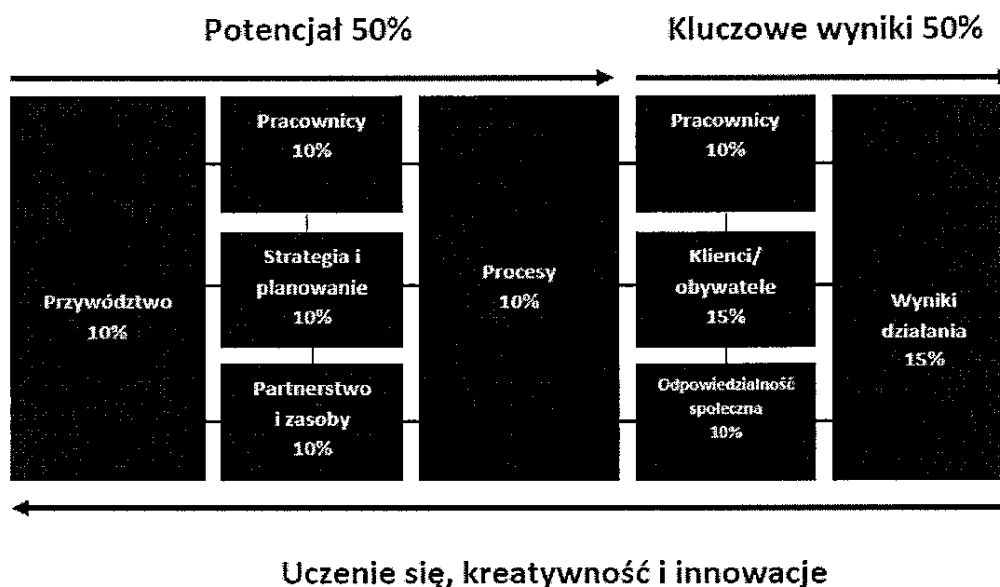 Potencjał 50%
Kluczowe wyniki 50%
Przywództwo
10%
Pracownicy
10%
Strategia i
planowanie
10%
Partnerstwo
i zasoby
10%
Procesy
10%
Pracownicy
10%
Klienci/
obywatele
15%
Odpowiedzialność
społeczna
10%
Wyniki
działania
15%
Uczenie się, kreatywność i innowacje